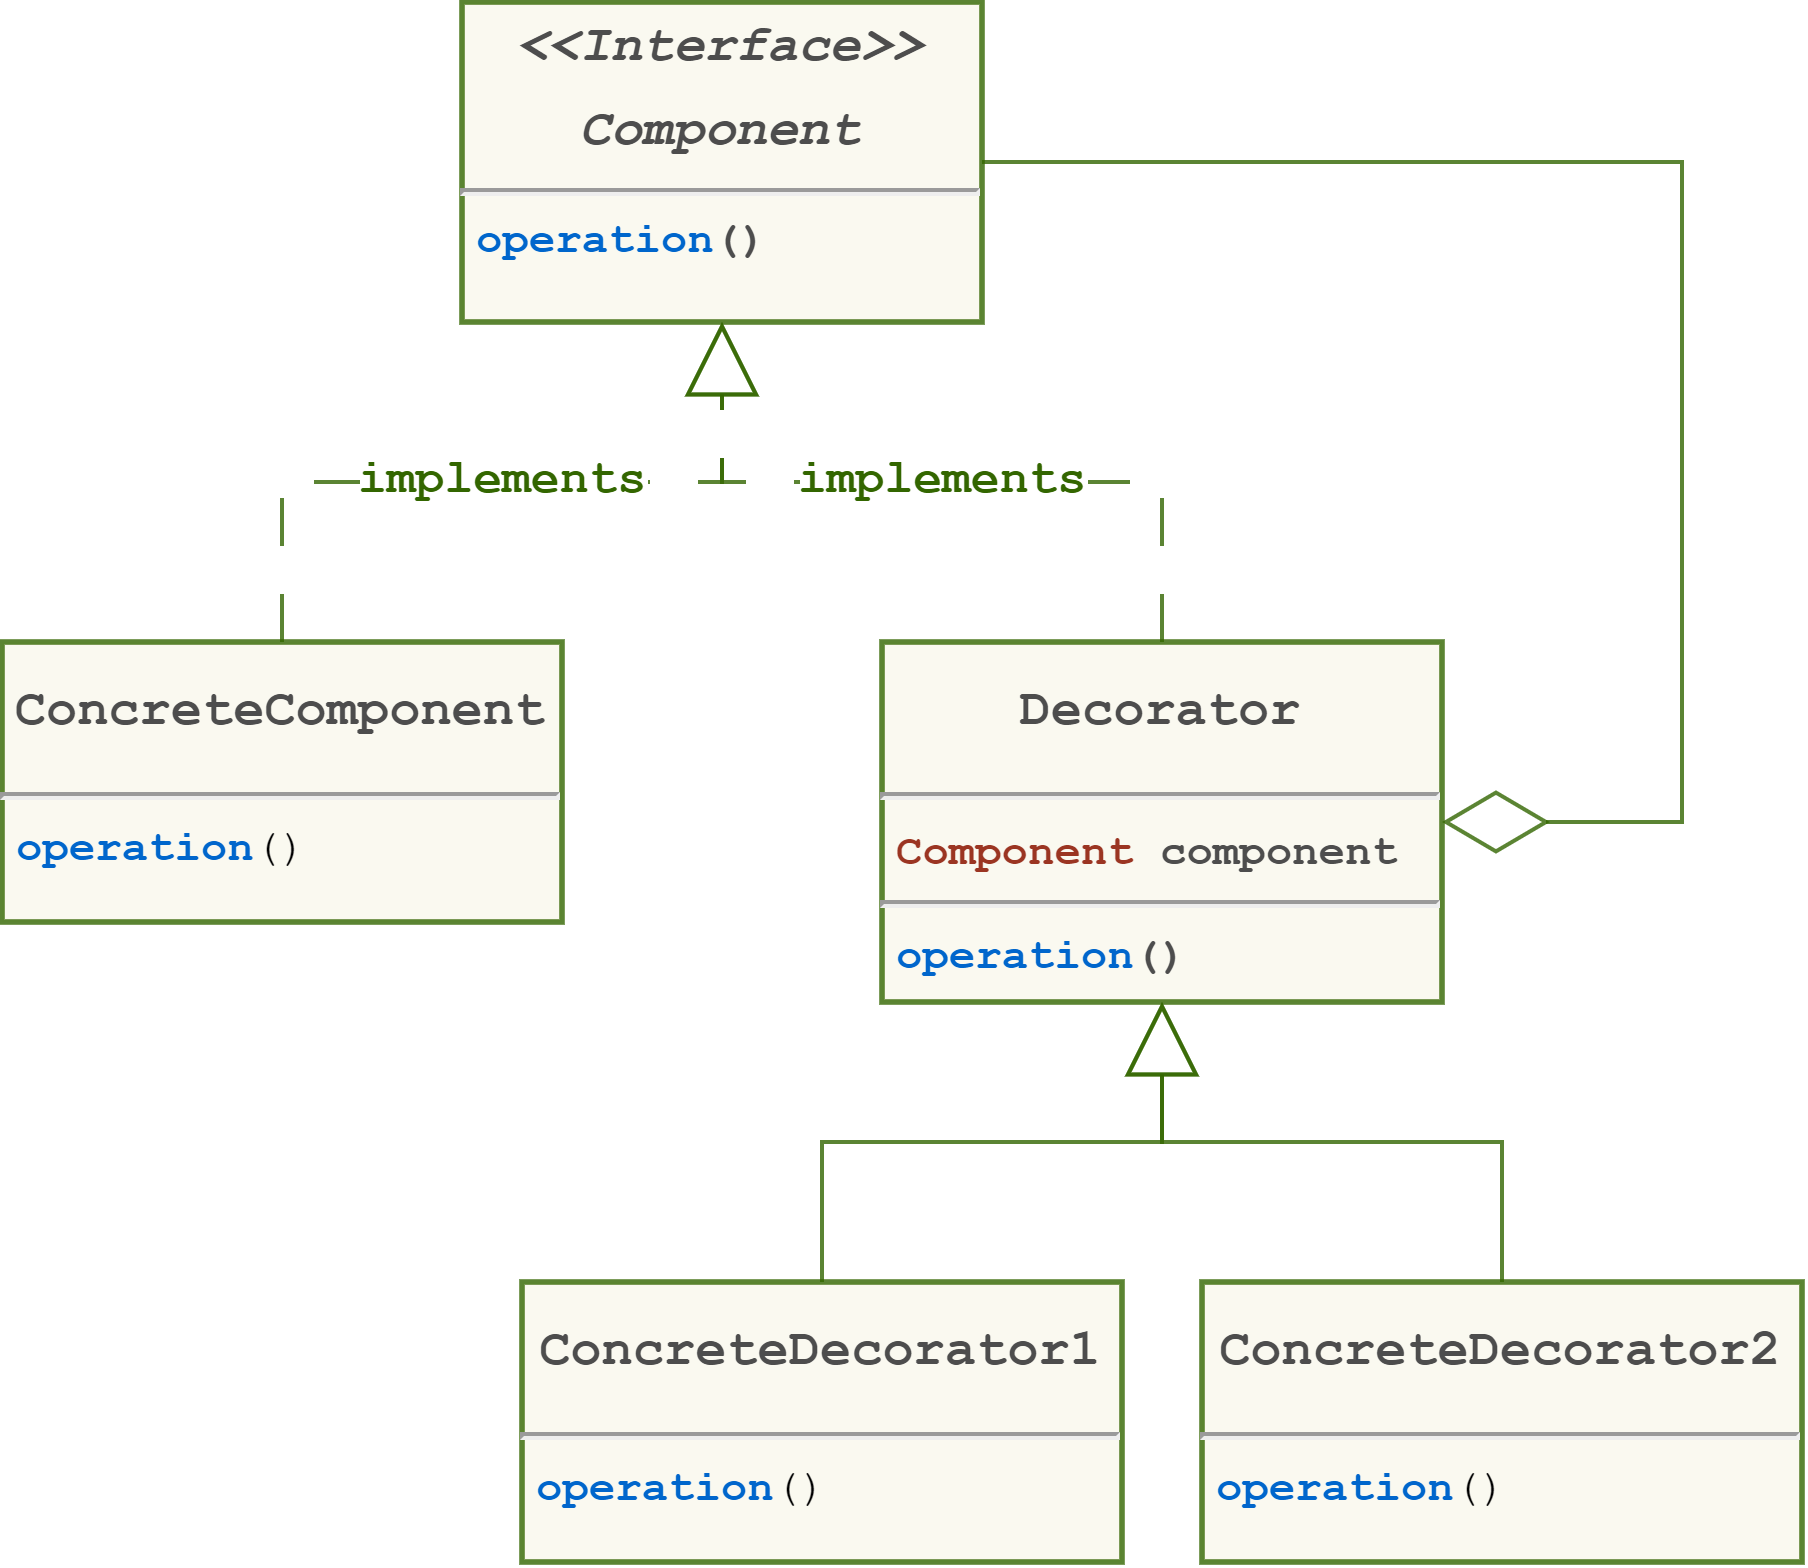 <<Interface>>
Component
operation()
implements
implements
ConcreteComponent
operation()
Decorator
Component component
operation()
ConcreteDecorator1
operation()
ConcreteDecorator2
operation()